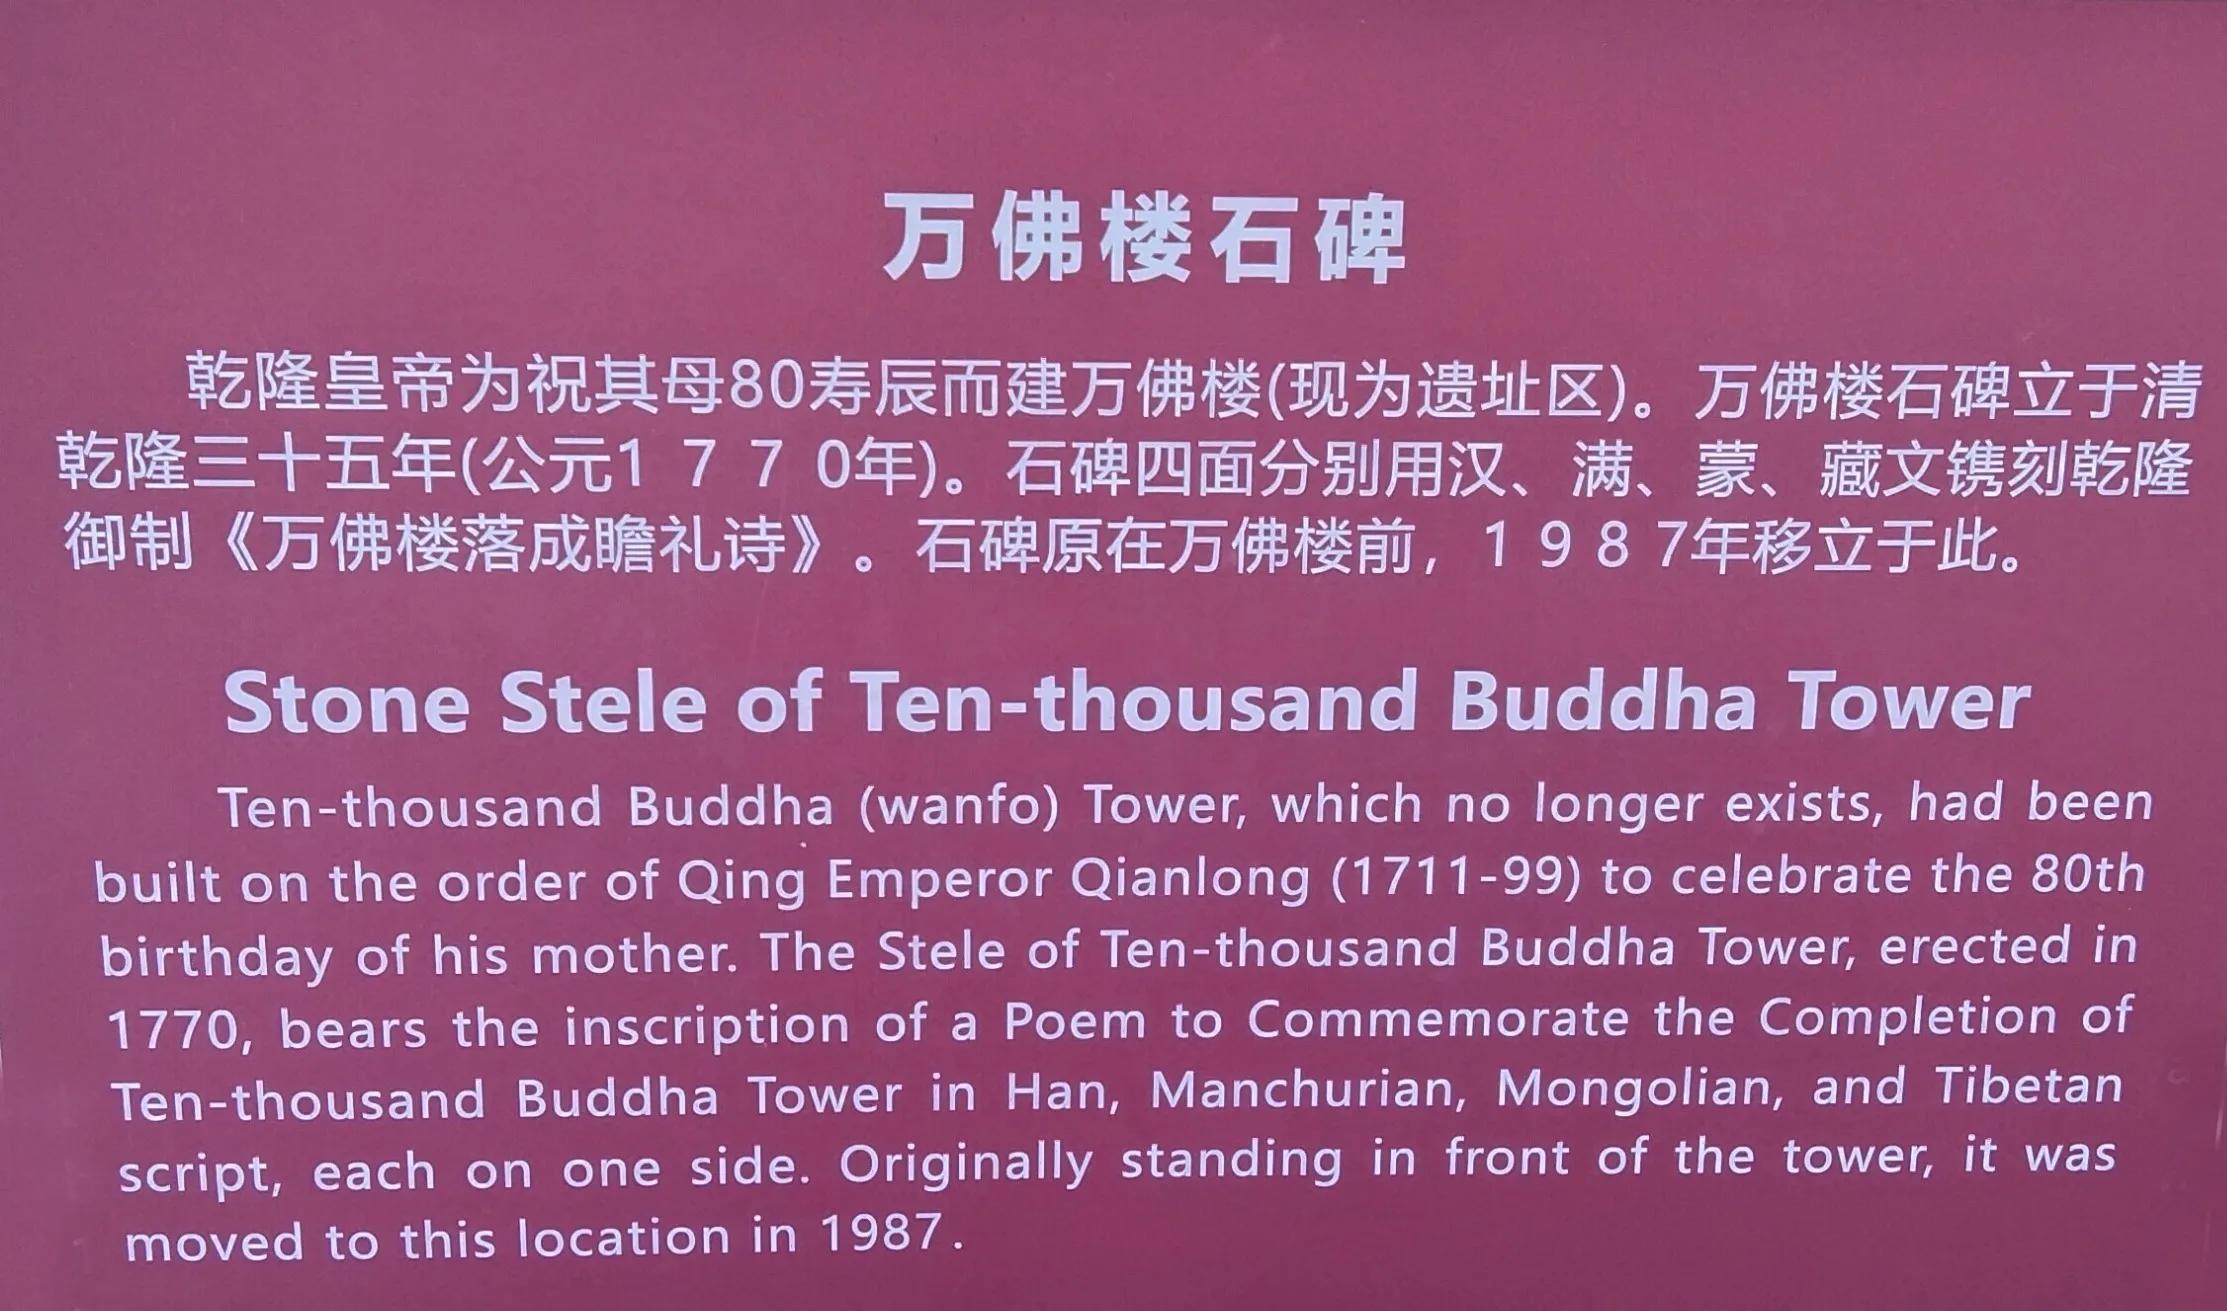 万佛楼石碑
乾隆皇帝为祝其母80寿辰而建万佛楼(现为遗址区)。万佛楼石碑立于清
乾隆三十五年(公元1770年)。石碑四面分别用汉、满、蒙、藏文镌刻乾隆
御制《万佛楼落成瞻礼诗》。石碑原在万佛楼前，1987年移立于此。
Stone Stele of Ten-thousand Buddha Tower
Ten-thousand Buddha (wanfo) Tower, which no longer exists, had been
built on the order of Qing Emperor Qianlong (1711-99) to celebrate the 80th
birthday of his mother. The Stele of Ten-thousand Buddha Tower, erected in
1770, bears the inscription of a Poem to Commemorate the Completion of
Ten-thousand Buddha Tower in Han, Manchurian, Mongolian, and Tibetan
script, each on one side. Originally standing in front of the tower, it was
moved to this location in 1987.